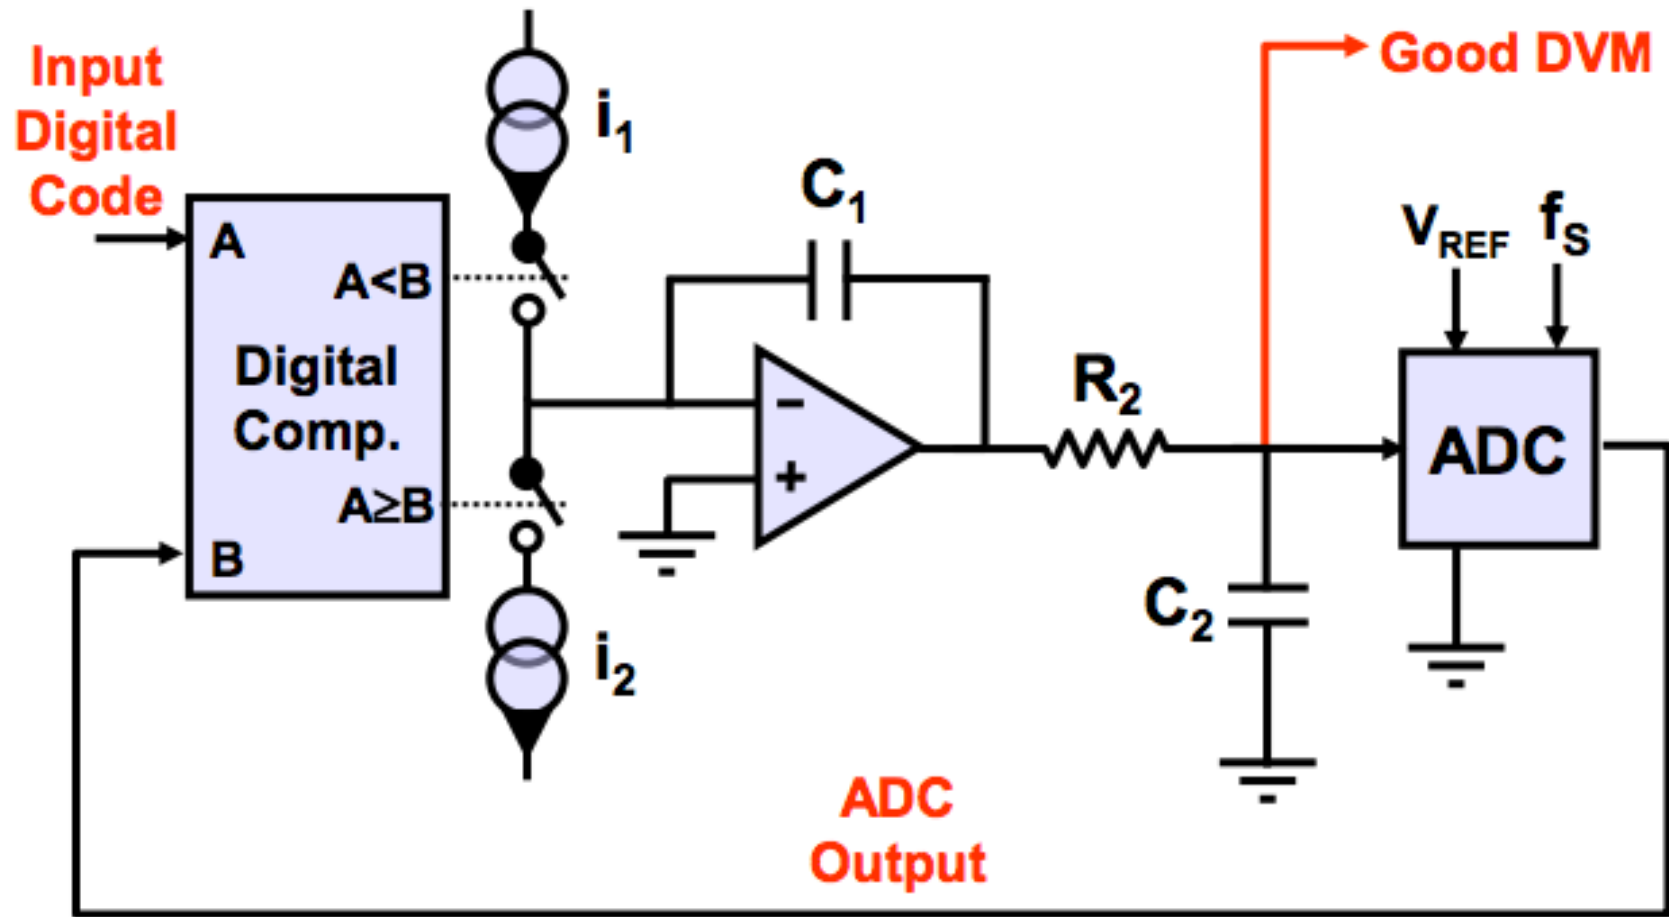 Input
Digital
Code
A
A<B
Digital
Comp.
A≥B
B
i1
i2
C1
-
+
R2
C2
Good DVM
VREF
fS
ADC
ADC
Output